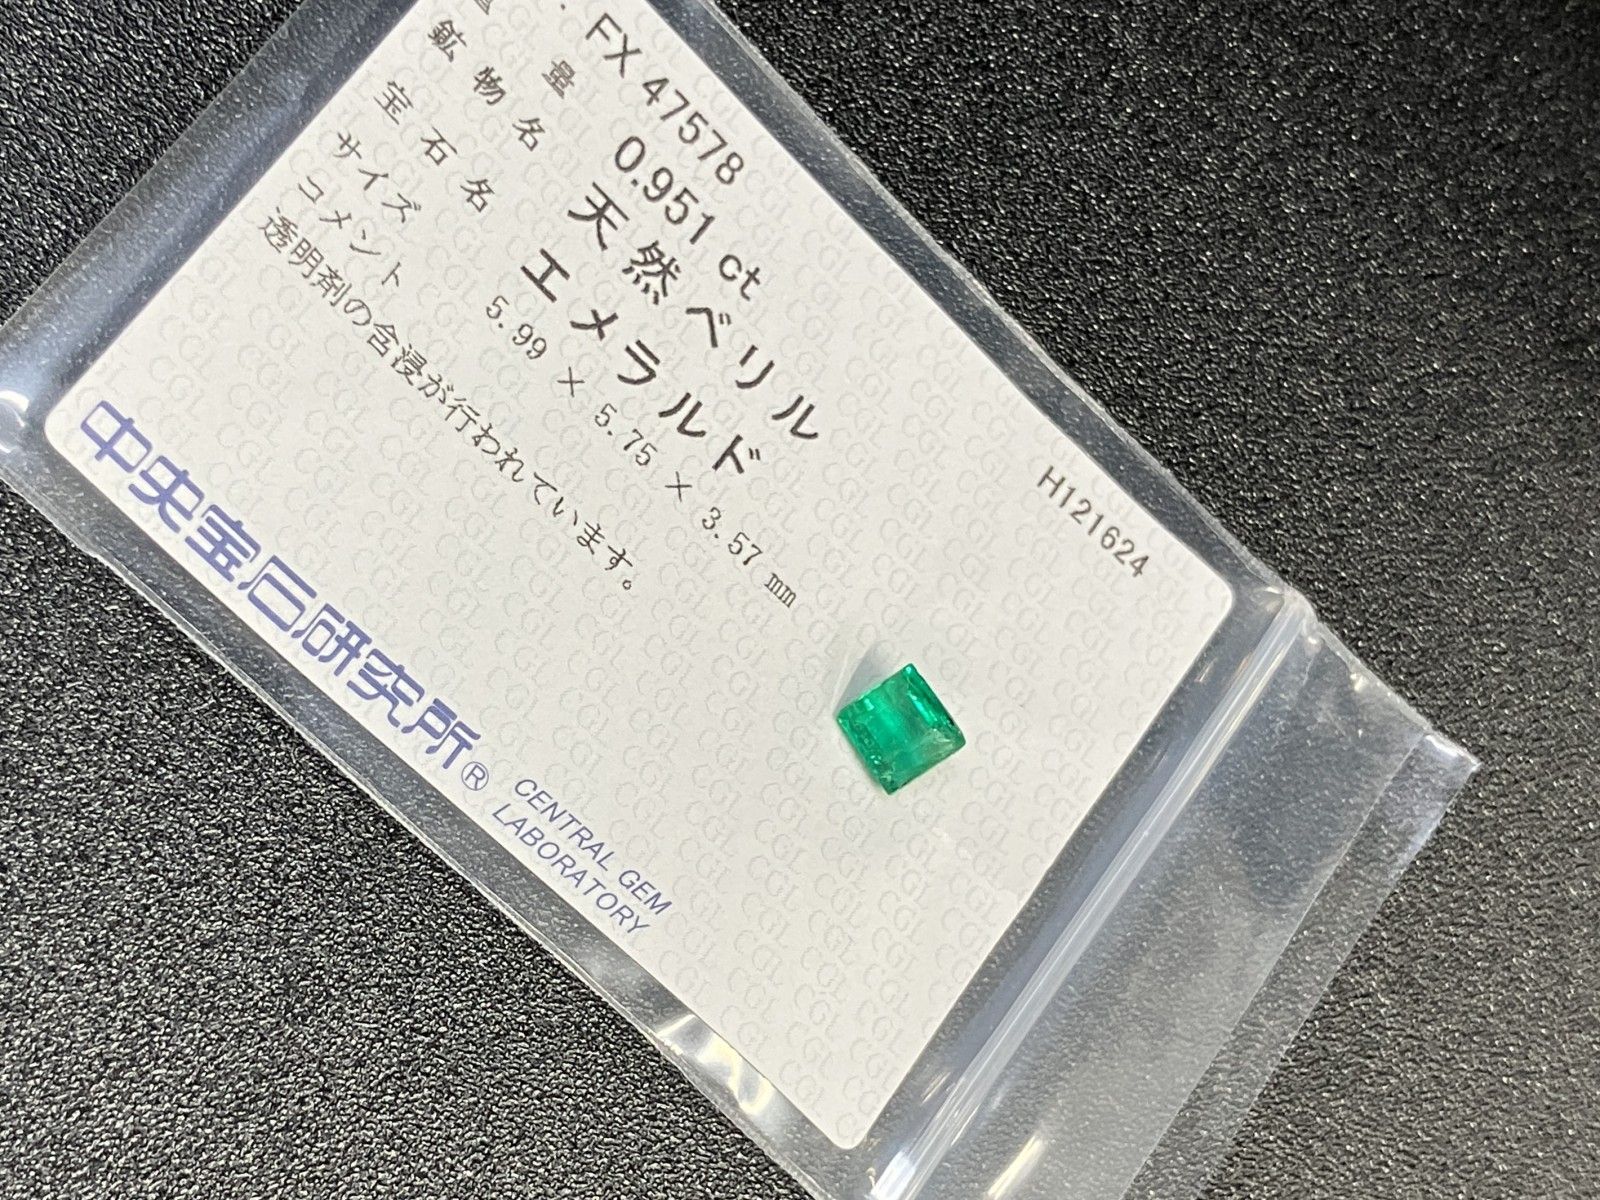 FX 47578
量 0.951 ct
鉱物名 天然ベリル
宝石名 エメラルド
サイズ 5.99 × 5.75 × 3.57 mm
コメント
透明剤の含浸が行われています。
H121624
中央宝石研究所®
CENTRAL GEM
LABORATORY